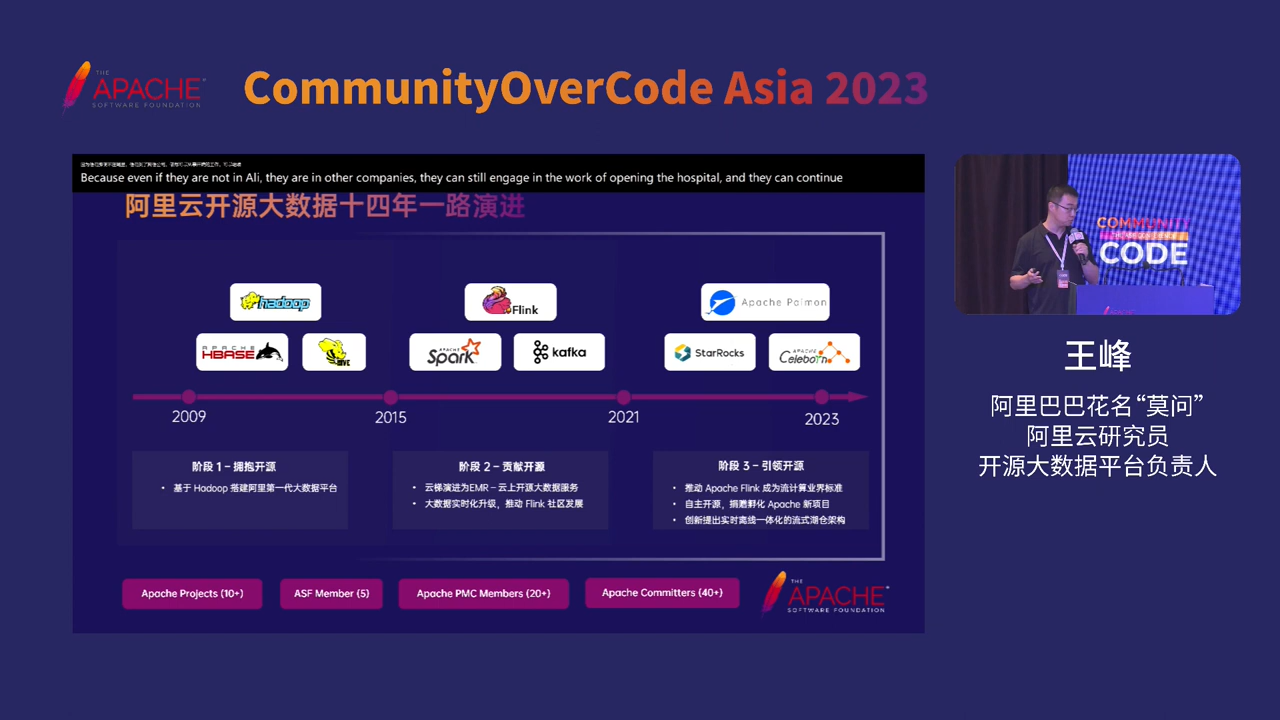 THE
APACHE
SOFTWARE FOUNDATION
CommunityOverCode Asia 2023
Because even if they are not in Ali, they are in other companies, they can still engage in the work of opening the hospital, and they can continue
阿里云开源大数据十四年一路演进
hadoop
Flink
Apache Paimon
APACHE
HBASE
HIVE
APACHE
Spark
kafka
StarRocks
APACHE
Celeborn
2009
2015
2021
2023
阶段 1 – 拥抱开源
• 基于 Hadoop 搭建阿里第一代大数据平台
阶段 2 – 贡献开源
• 云梯演进为EMR – 云上开源大数据服务
• 大数据实时化升级，推动 Flink 社区发展
阶段 3 – 引领开源
• 推动 Apache Flink 成为流计算业界标准
• 自主开源，捐赠孵化 Apache 新项目
• 创新提出实时离线一体化的流式湖仓架构
Apache Projects (10+)
ASF Member (5)
Apache PMC Members (20+)
Apache Committers (40+)
THE
APACHE
SOFTWARE FOUNDATION
COMMUNITY
CODE
王峰
阿里巴巴花名“莫问”
阿里云研究员
开源大数据平台负责人